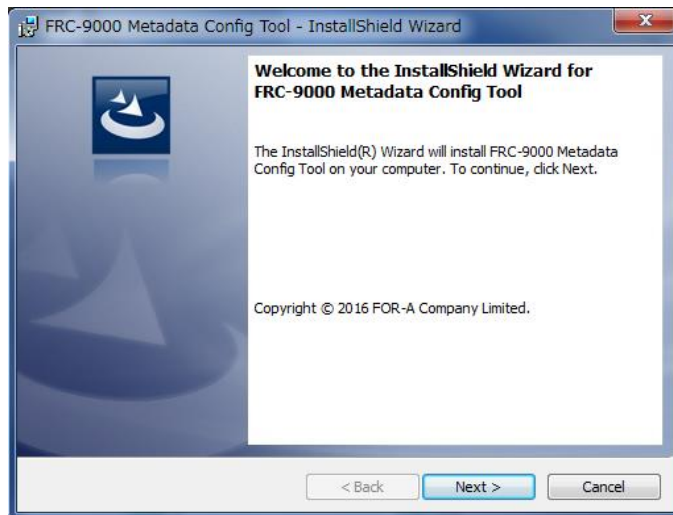 FRC-9000 Metadata Config Tool - InstallShield Wizard
Welcome to the InstallShield Wizard for
FRC-9000 Metadata Config Tool
The InstallShield(R) Wizard will install FRC-9000 Metadata
Config Tool on your computer. To continue, click Next.
Copyright © 2016 FOR-A Company Limited.
< Back
Next >
Cancel